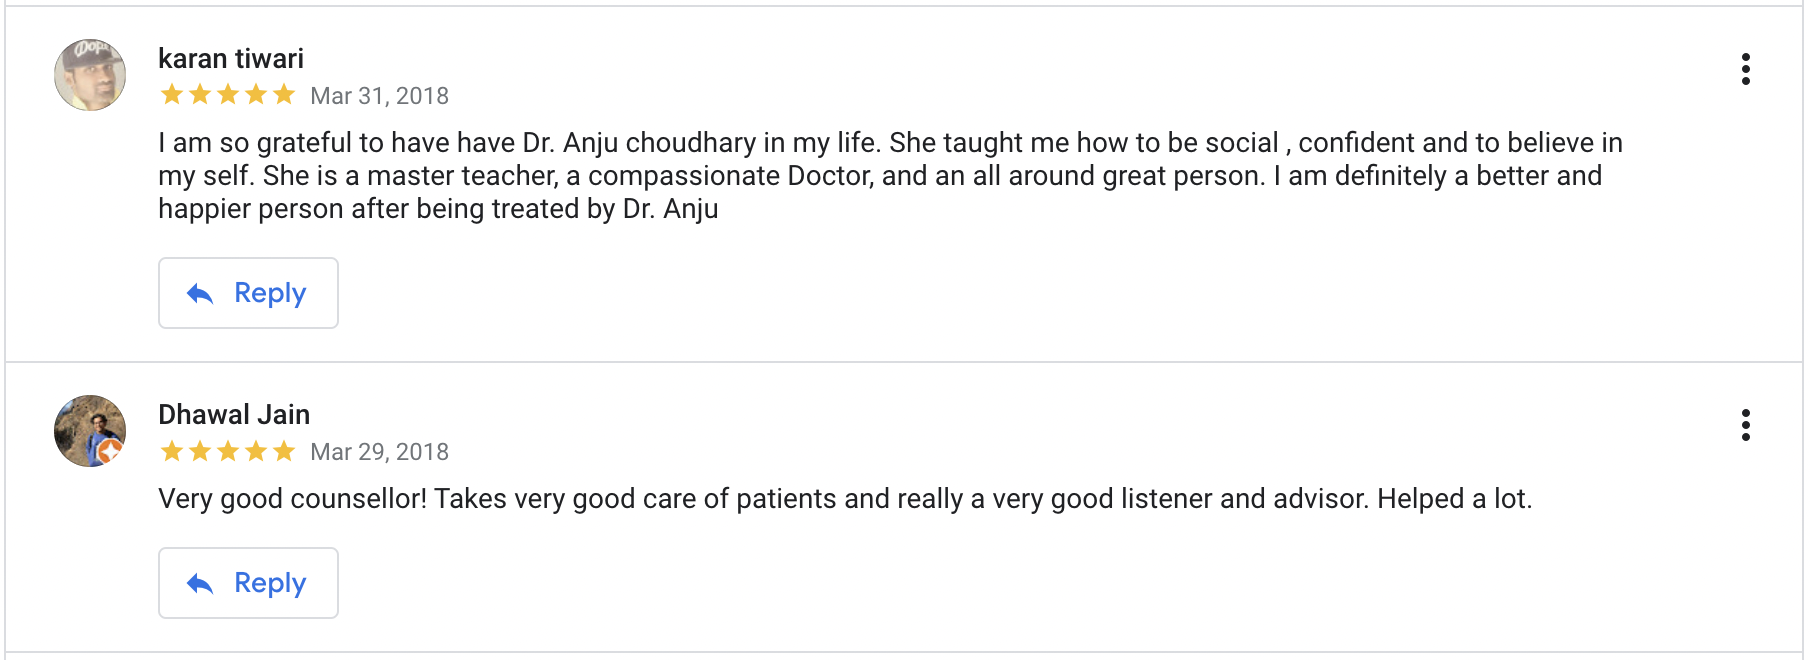 karan tiwari
Mar 31, 2018
I am so grateful to have have Dr. Anju choudhary in my life. She taught me how to be social , confident and to believe in
my self. She is a master teacher, a compassionate Doctor, and an all around great person. I am definitely a better and
happier person after being treated by Dr. Anju
Reply
Dhawal Jain
Mar 29, 2018
Very good counsellor! Takes very good care of patients and really a very good listener and advisor. Helped a lot.
Reply